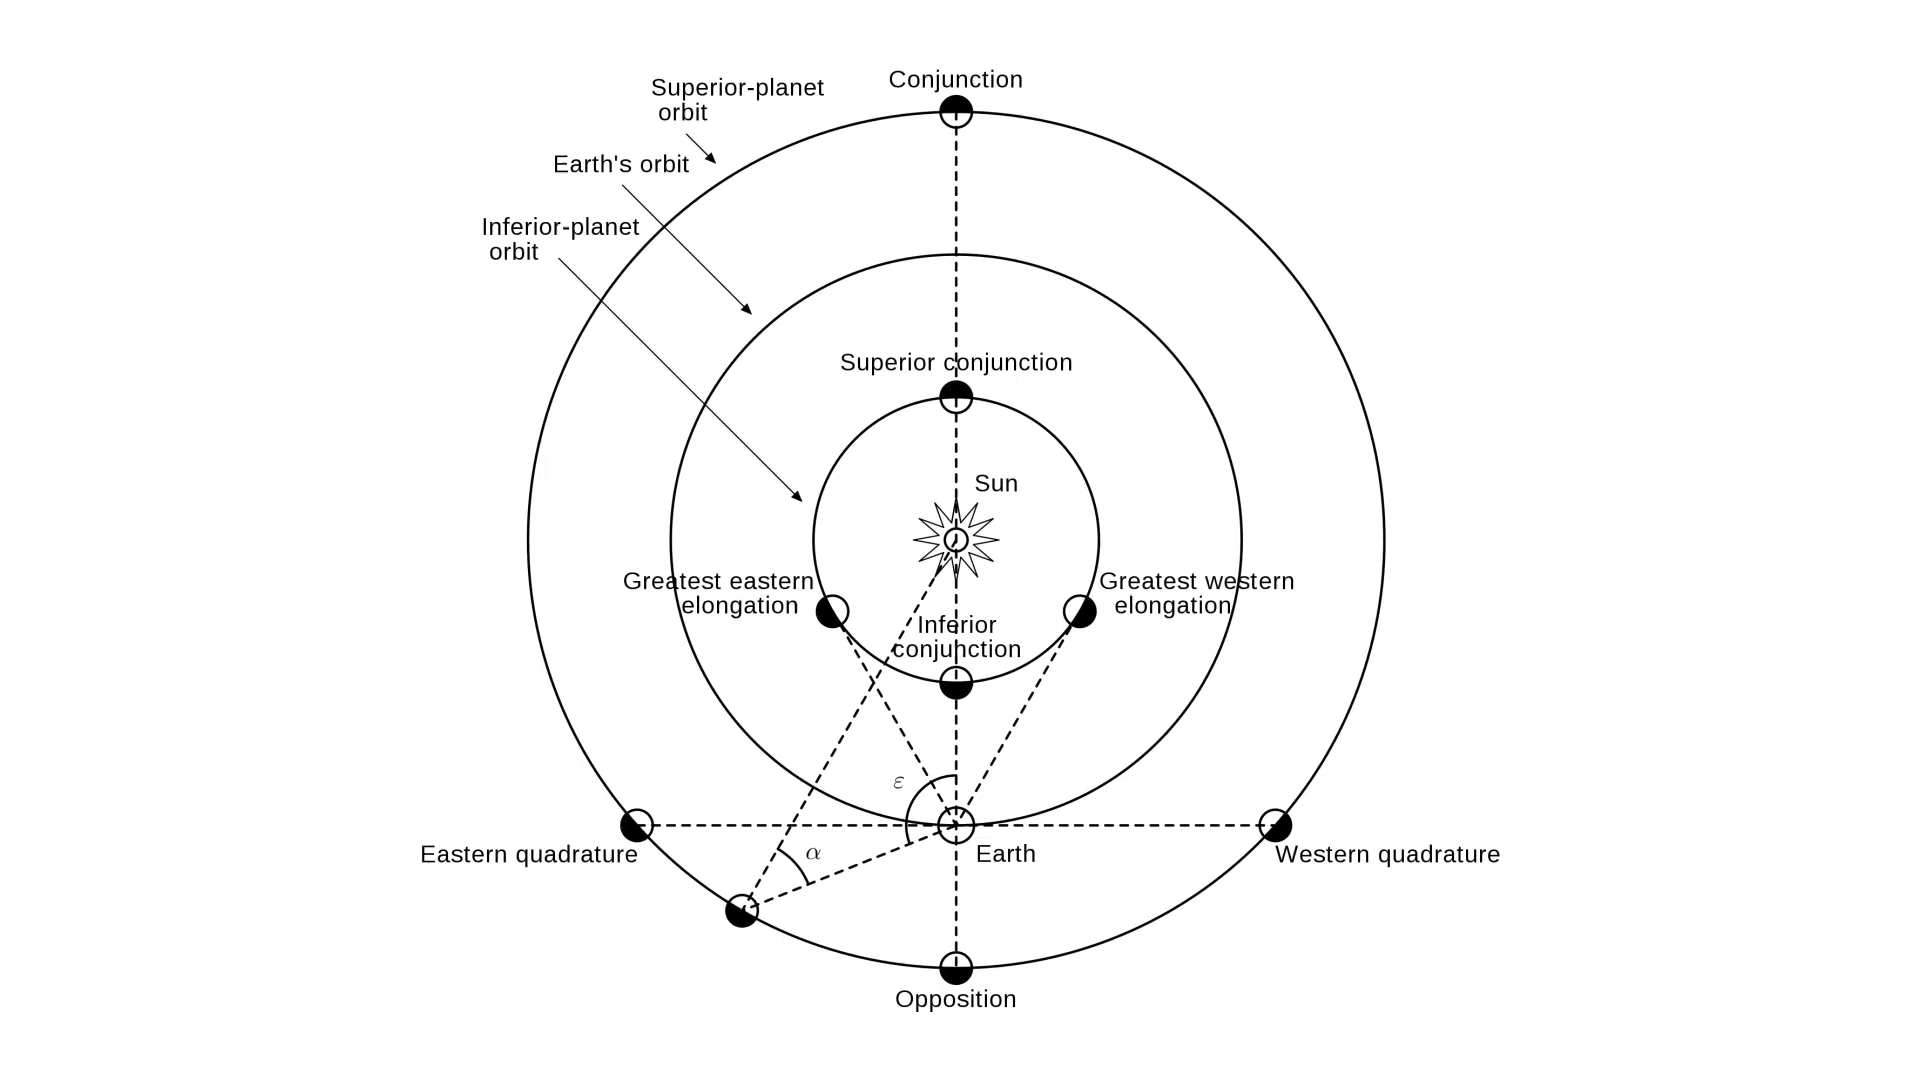 Conjunction
Superior-planet
orbit
Earth's orbit
Inferior-planet
orbit
Superior conjunction
Sun
Greatest eastern
elongation
Greatest western
elongation
Inferior
conjunction
ε
α
Earth
Eastern quadrature
Western quadrature
Opposition